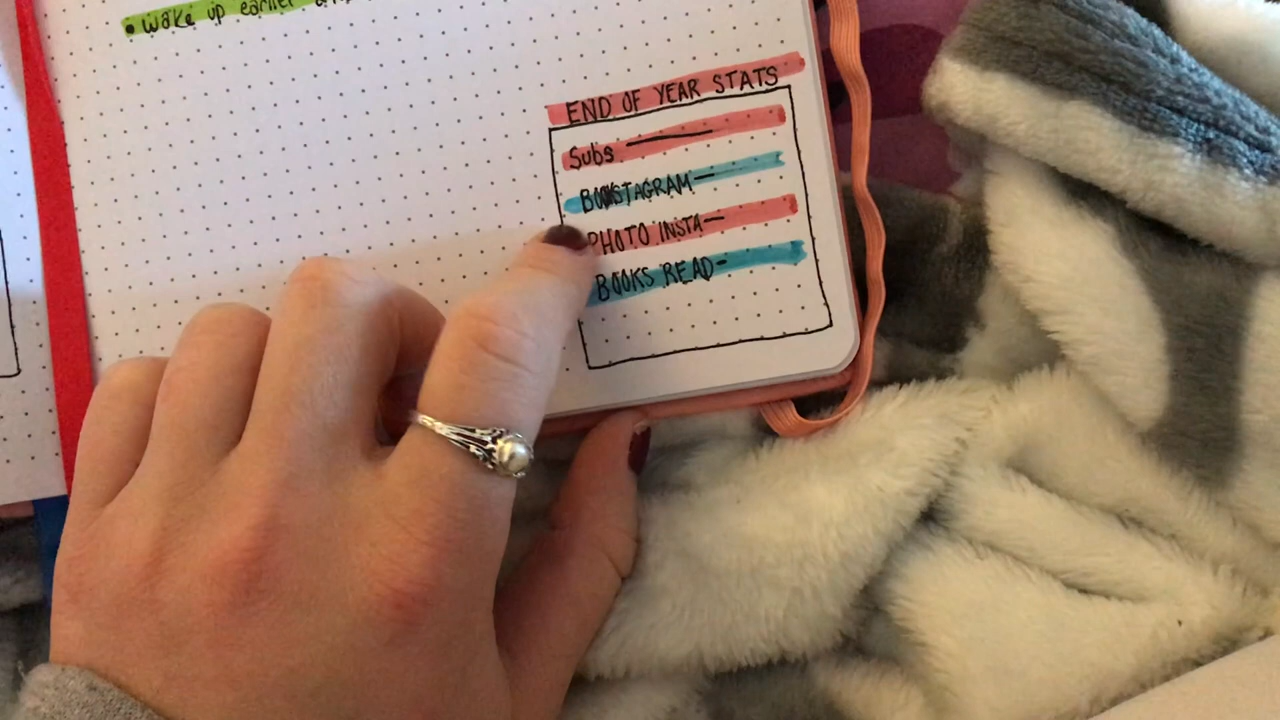 • wake up earlier
END OF YEAR STATS
Subs —
BOOKSTAGRAM —
PHOTO INSTA —
BOOKS READ -